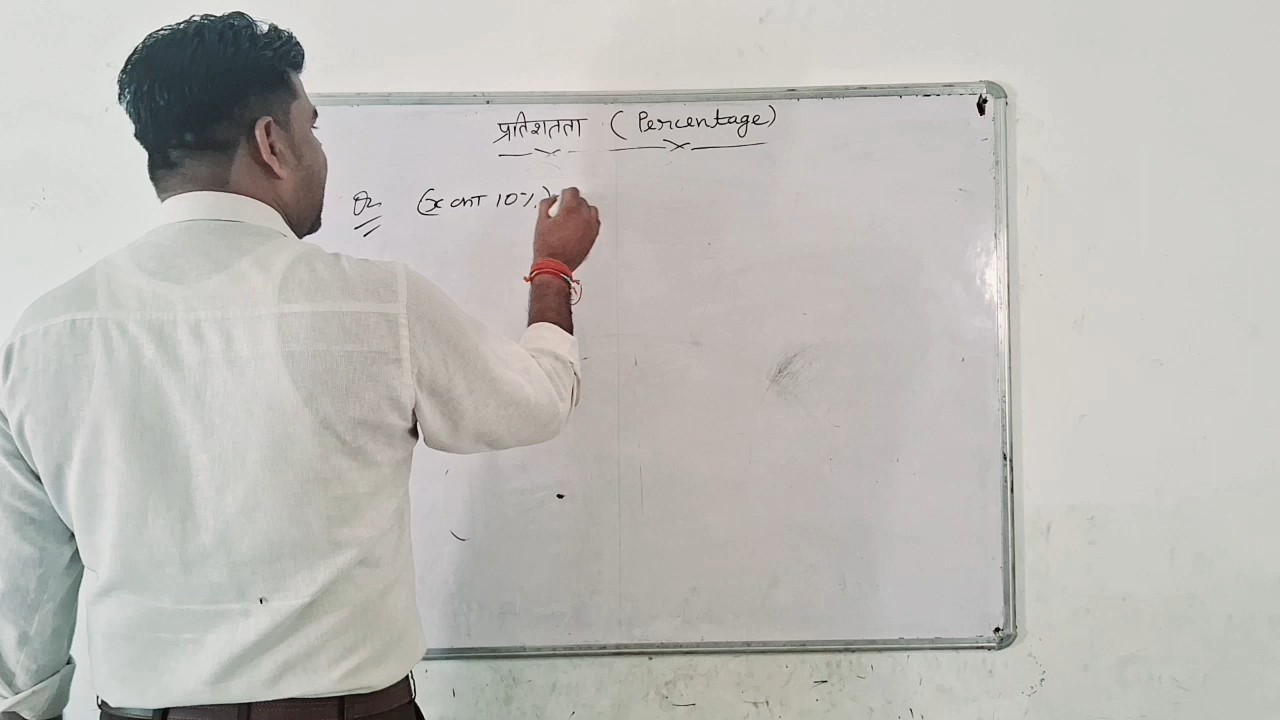 प्रतिशतता (Percentage)
(x का 10%)